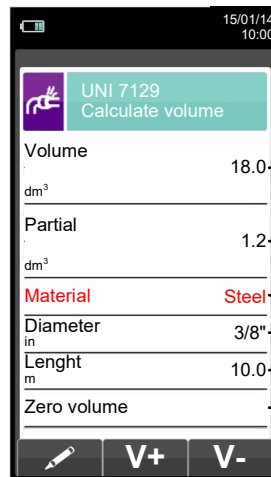 15/01/14
10:00
UNI 7129
Calculate volume
Volume
18.0
dm³
Partial
1.2
dm³
Material Steel
Diameter
in
3/8"
Lenght
m
10.0
Zero volume
V+ V-